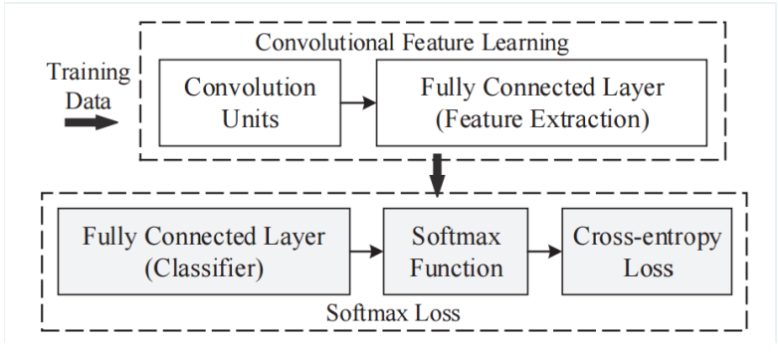 Convolutional Feature Learning
Training
Data
Convolution
Units
Fully Connected Layer
(Feature Extraction)
Fully Connected Layer
(Classifier)
Softmax
Function
Cross-entropy
Loss
Softmax Loss